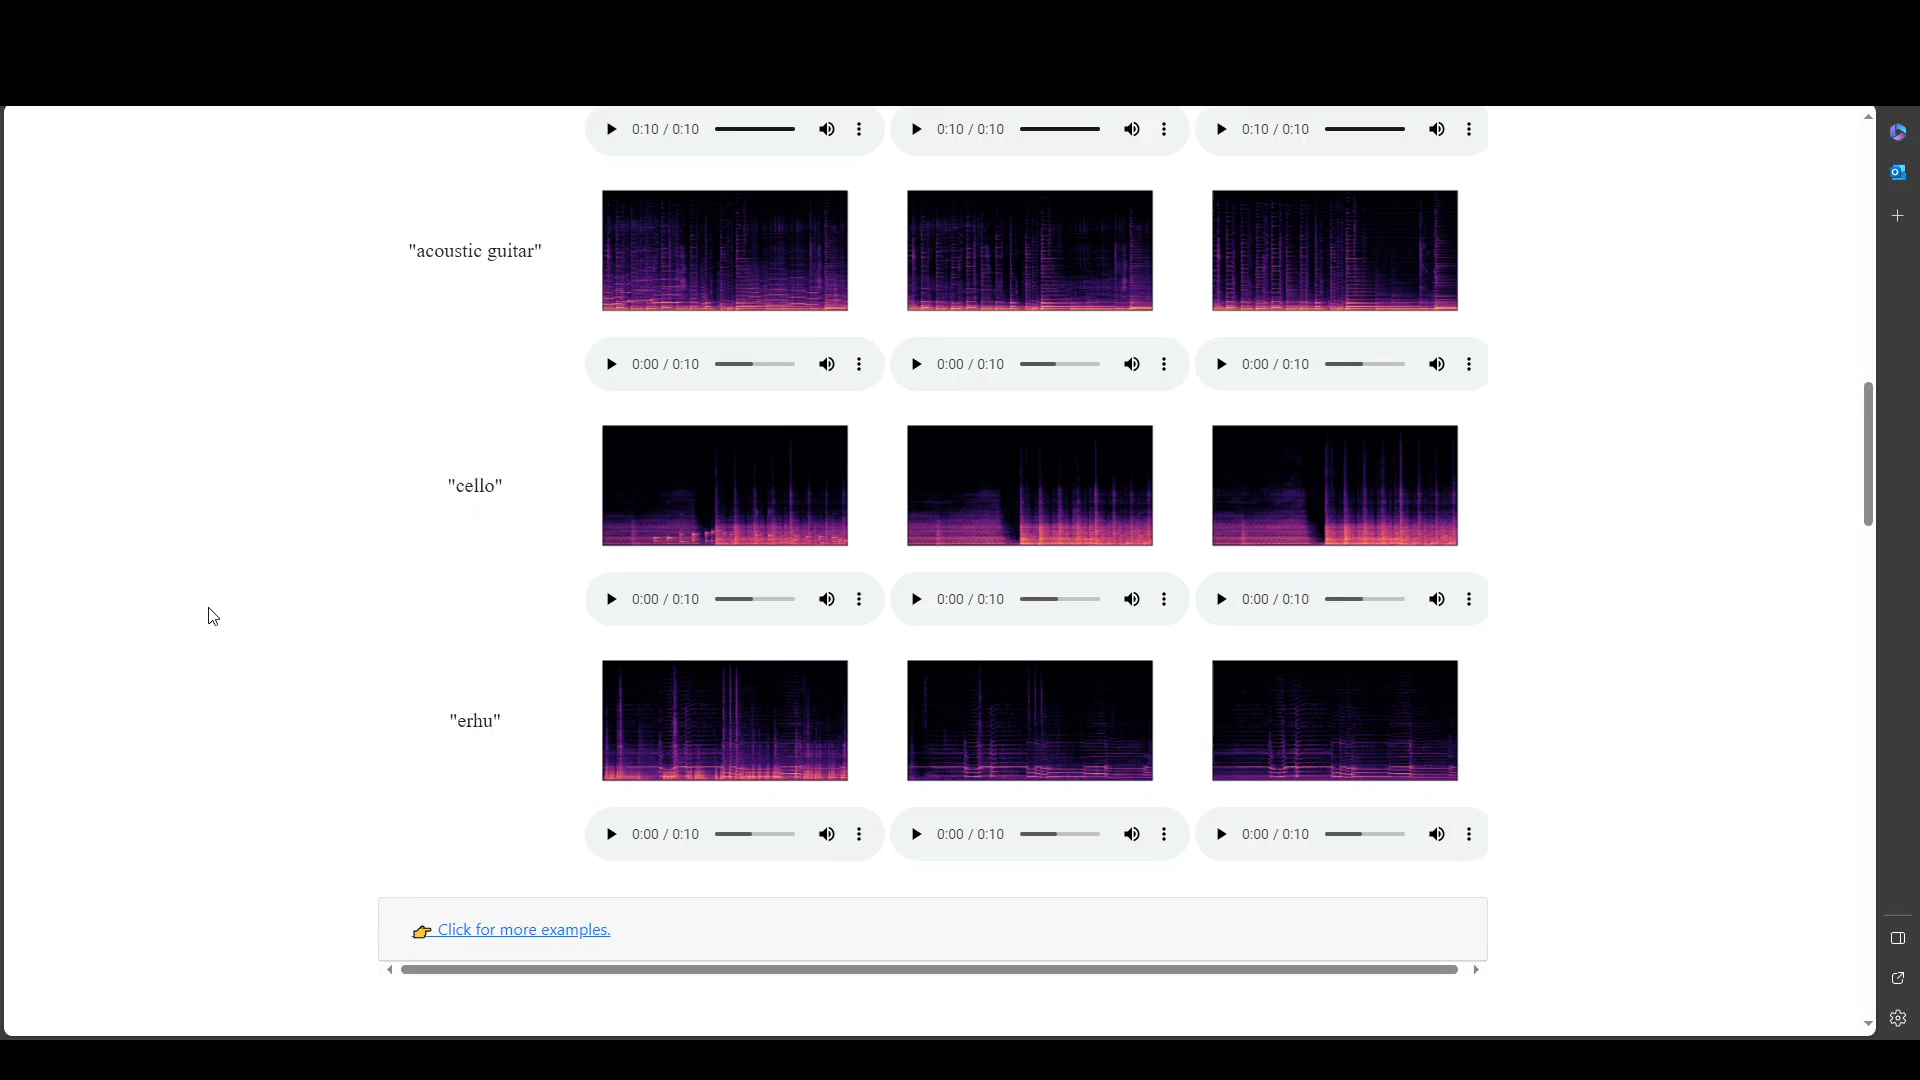 0:10 / 0:10 0:10 / 0:10 0:10 / 0:10
"acoustic guitar"
0:00 / 0:10 0:00 / 0:10 0:00 / 0:10
"cello"
0:00 / 0:10 0:00 / 0:10 0:00 / 0:10
"erhu"
0:00 / 0:10 0:00 / 0:10 0:00 / 0:10
👉 Click for more examples.